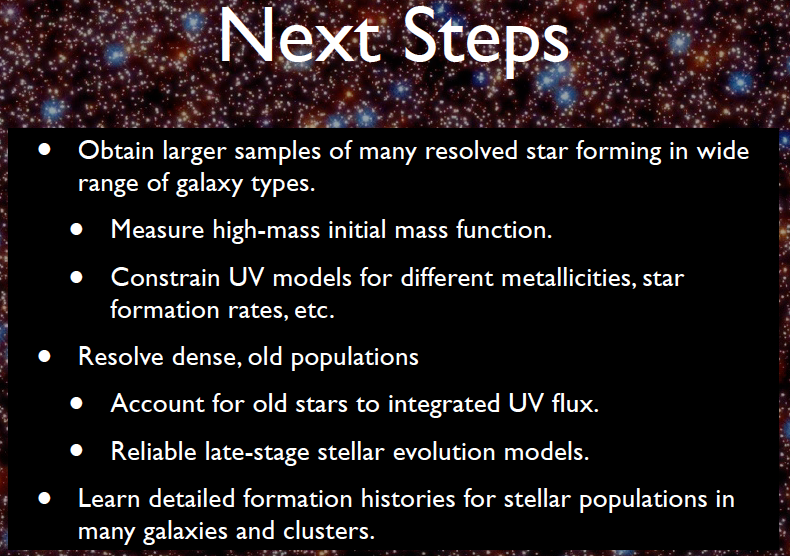 Next Steps
• Obtain larger samples of many resolved star forming in wide
range of galaxy types.
• Measure high-mass initial mass function.
• Constrain UV models for different metallicities, star
formation rates, etc.
• Resolve dense, old populations
• Account for old stars to integrated UV flux.
• Reliable late-stage stellar evolution models.
• Learn detailed formation histories for stellar populations in
many galaxies and clusters.